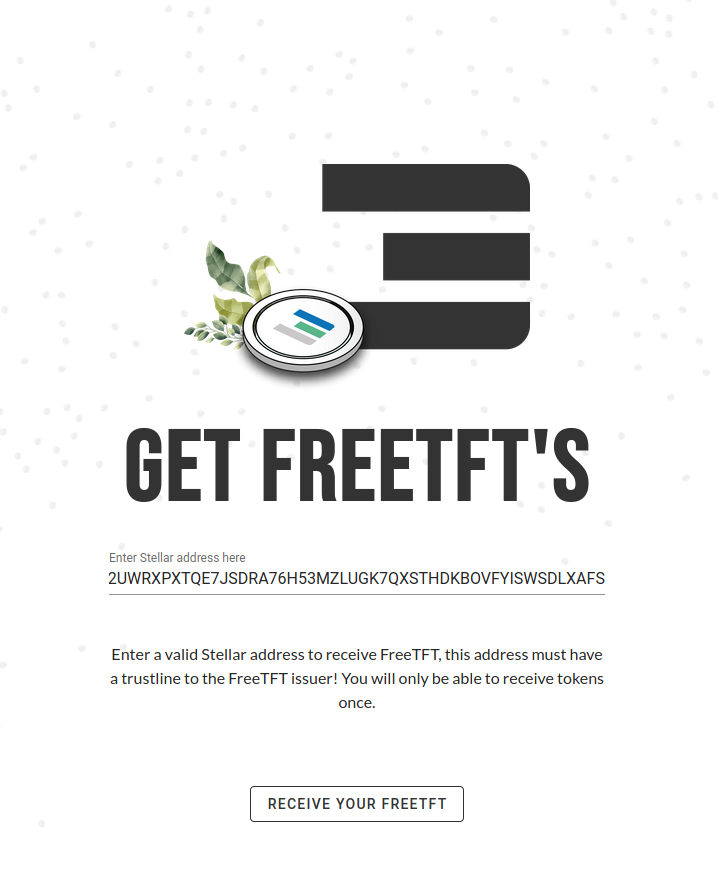 GET FREETFT'S
Enter Stellar address here
2UWRXPXTQE7JSDRA76H53MZLUGK7QXSTHDKBOVFYISWSDLXAFS
Enter a valid Stellar address to receive FreeTFT, this address must have
a trustline to the FreeTFT issuer! You will only be able to receive tokens
once.
RECEIVE YOUR FREETFT